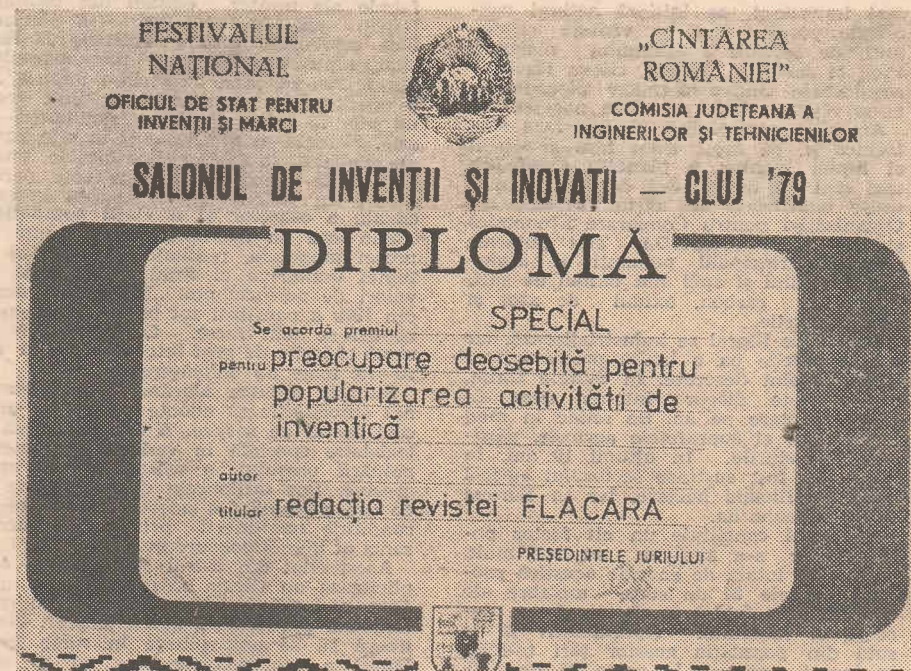 FESTIVALUL
NAȚIONAL
OFICIUL DE STAT PENTRU
INVENȚII ȘI MĂRCI
„CÎNTAREA
ROMÂNIEI”
COMISIA JUDEȚEANĂ A
INGINERILOR ȘI TEHNICIENILOR
SALONUL DE INVENȚII ȘI INOVAȚII — CLUJ '79
DIPLOMĂ
Se acordă premiul SPECIAL
pentru preocupare deosebită pentru
popularizarea activității de
inventică
autor
titular redacția revistei FLACARA
PREȘEDINTELE JURIULUI